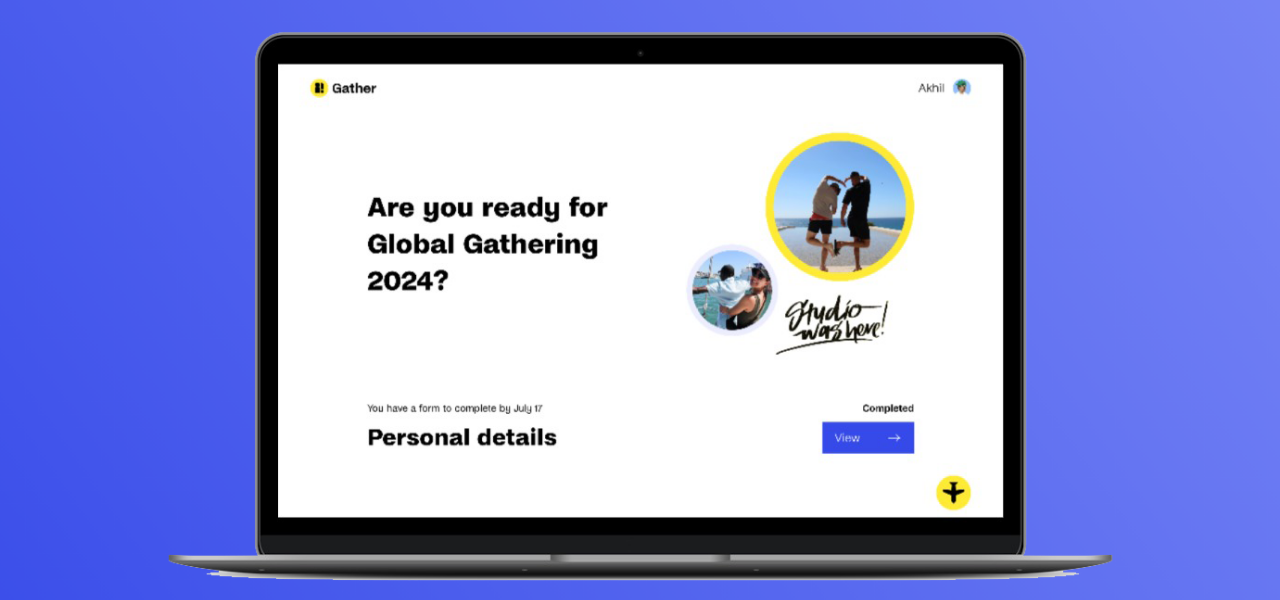 Gather
Akhil
Are you ready for
Global Gathering
2024?
Studio
was here!
You have a form to complete by July 17
Completed
Personal details
View